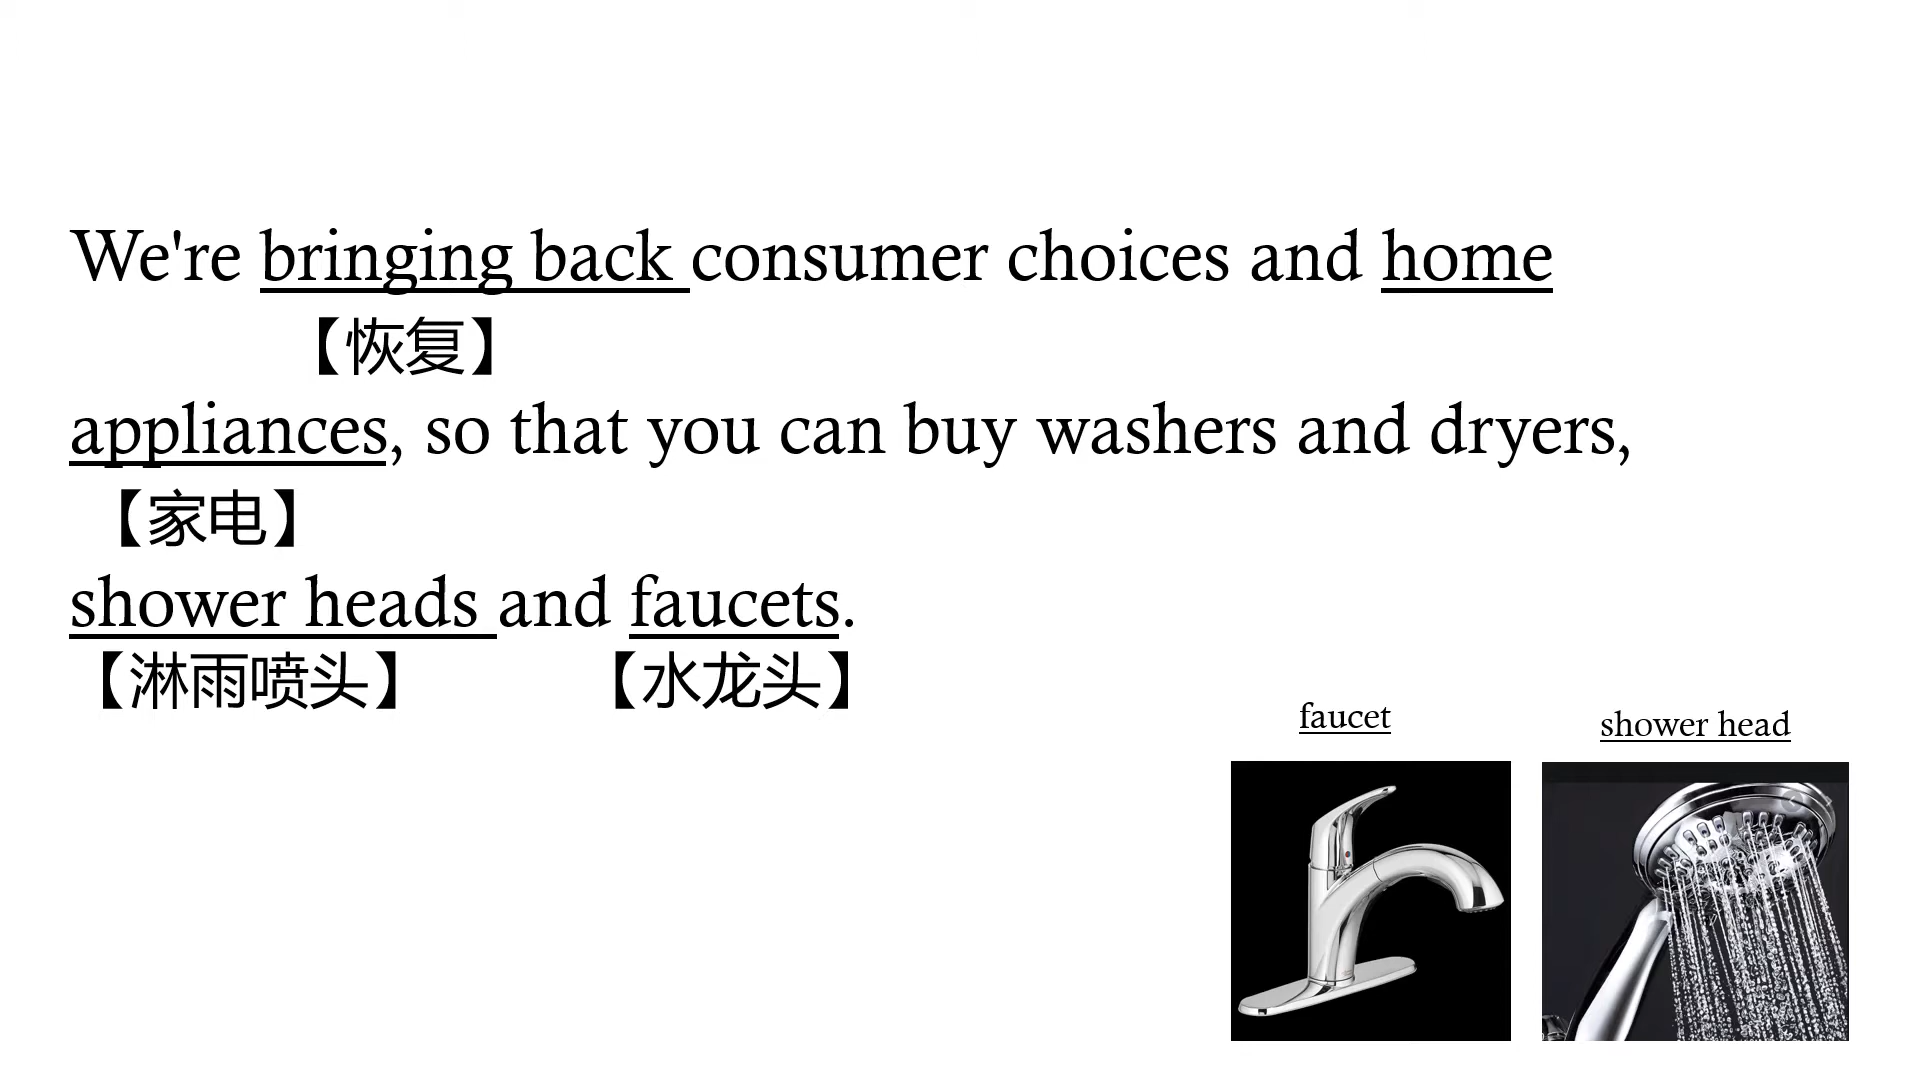 We're bringing back consumer choices and home
【恢复】
appliances, so that you can buy washers and dryers,
【家电】
shower heads and faucets.
【淋雨喷头】 【水龙头】
faucet
shower head